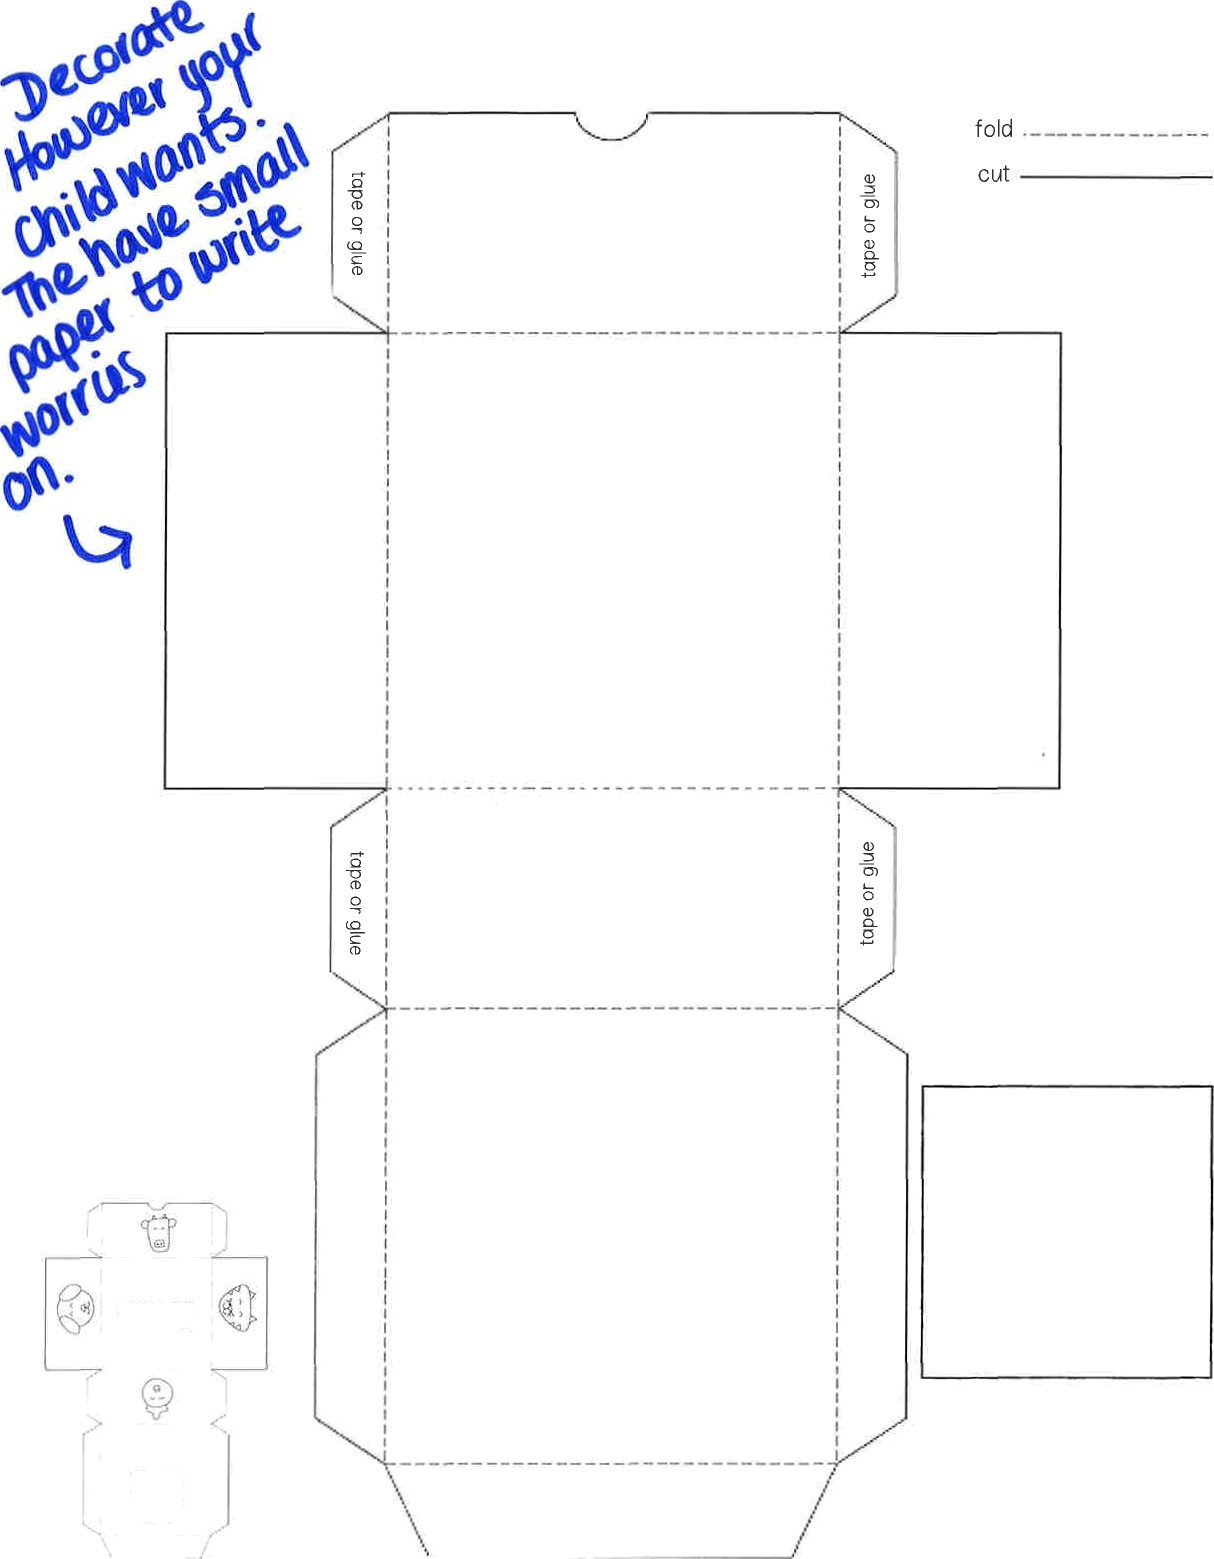 Decorate
However your
child wants!
The have small
paper to write
worries
on.
fold
cut
tape or glue
tape or glue
tape or glue
tape or glue